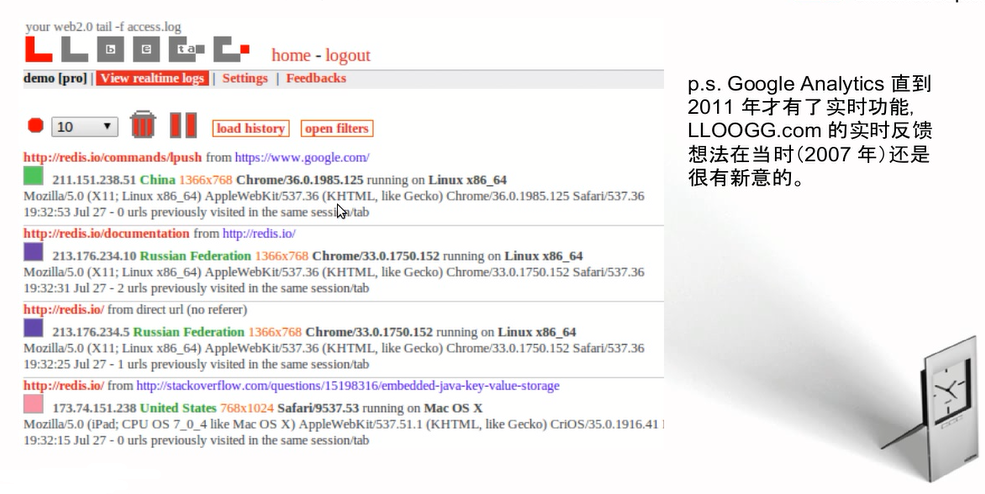 your web2.0 tail -f access.log
LLOOGG
be ta
home - logout
demo [pro] | View realtime logs | Settings | Feedbacks
10 load history open filters
http://redis.io/commands/lpush from https://www.google.com/
211.151.238.51 China 1366x768 Chrome/36.0.1985.125 running on Linux x86_64
Mozilla/5.0 (X11; Linux x86_64) AppleWebKit/537.36 (KHTML, like Gecko) Chrome/36.0.1985.125 Safari/537.36
19:32:53 Jul 27 - 0 urls previously visited in the same session/tab
http://redis.io/documentation from http://redis.io/
213.176.234.10 Russian Federation 1366x768 Chrome/33.0.1750.152 running on Linux x86_64
Mozilla/5.0 (X11; Linux x86_64) AppleWebKit/537.36 (KHTML, like Gecko) Chrome/33.0.1750.152 Safari/537.36
19:32:31 Jul 27 - 2 urls previously visited in the same session/tab
http://redis.io/ from direct url (no referer)
213.176.234.5 Russian Federation 1366x768 Chrome/33.0.1750.152 running on Linux x86_64
Mozilla/5.0 (X11; Linux x86_64) AppleWebKit/537.36 (KHTML, like Gecko) Chrome/33.0.1750.152 Safari/537.36
19:32:25 Jul 27 - 1 urls previously visited in the same session/tab
http://redis.io/ from http://stackoverflow.com/questions/15198316/embedded-java-key-value-storage
173.74.151.238 United States 768x1024 Safari/9537.53 running on Mac OS X
Mozilla/5.0 (iPad; CPU OS 7_0_4 like Mac OS X) AppleWebKit/537.51.1 (KHTML, like Gecko) CriOS/35.0.1916.41
19:32:15 Jul 27 - 0 urls previously visited in the same session/tab
p.s. Google Analytics 直到
2011 年才有了实时功能,
LLOOGG.com 的实时反馈
想法在当时(2007 年)还是
很有新意的。